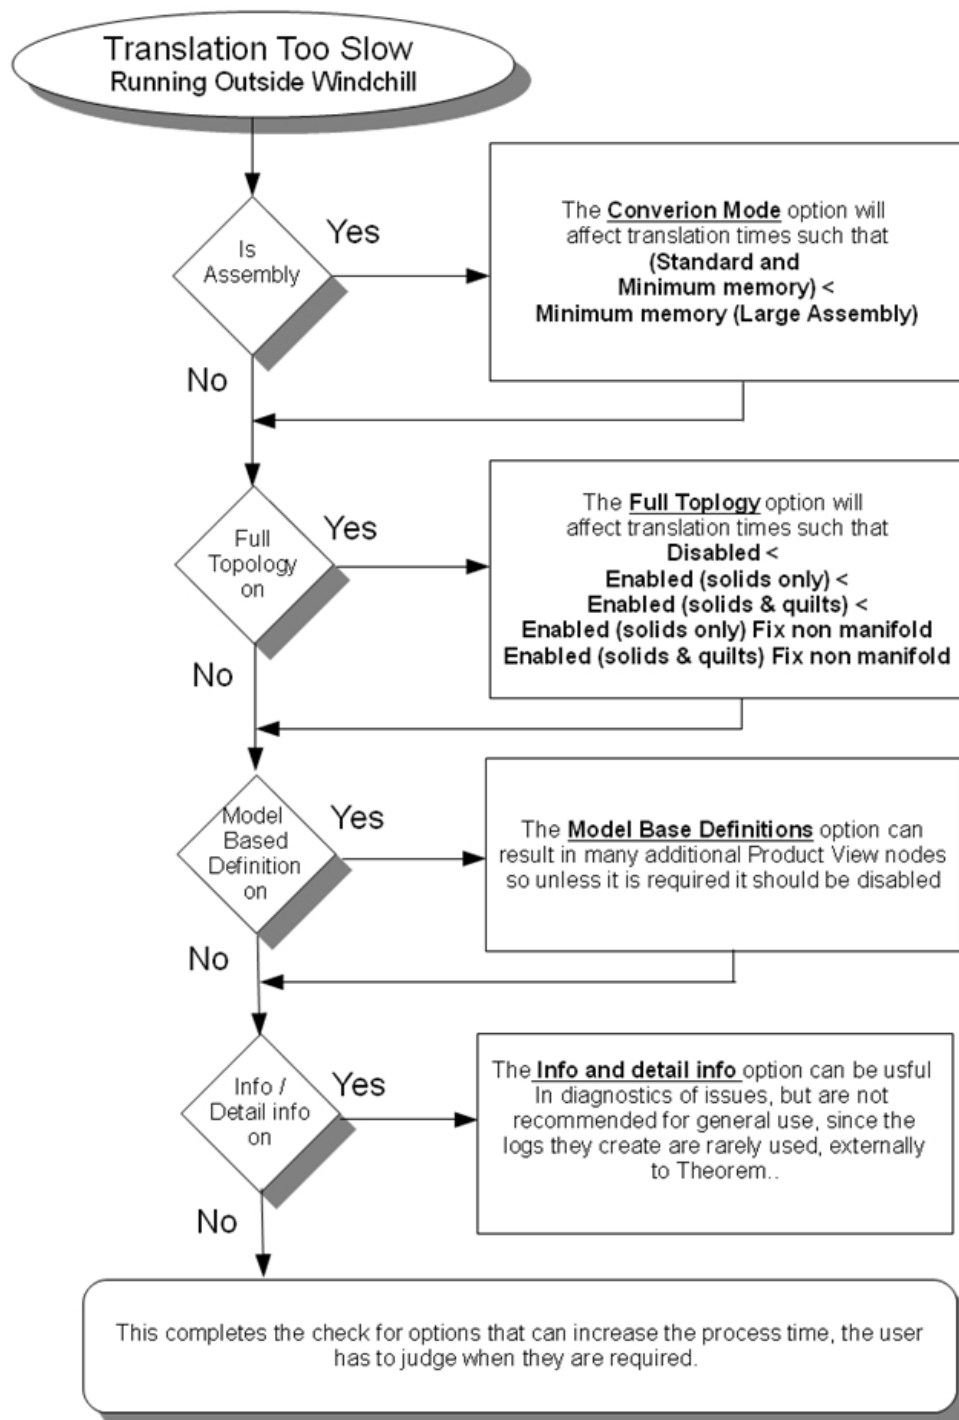 Translation Too Slow
Running Outside Windchill
Is
Assembly
Yes
The Converion Mode option will
affect translation times such that
(Standard and
Minimum memory) <
Minimum memory (Large Assembly)
No
Full
Topology
on
Yes
The Full Toplogy option will
affect translation times such that
Disabled <
Enabled (solids only) <
Enabled (solids & quilts) <
Enabled (solids only) Fix non manifold
Enabled (solids & quilts) Fix non manifold
No
Model
Based
Definition
on
Yes
The Model Base Definitions option can
result in many additional Product View nodes
so unless it is required it should be disabled
No
Info /
Detail info
on
Yes
The Info and detail info option can be usful
In diagnostics of issues, but are not
recommended for general use, since the
logs they create are rarely used, externally
to Theorem..
No
This completes the check for options that can increase the process time, the user
has to judge when they are required.